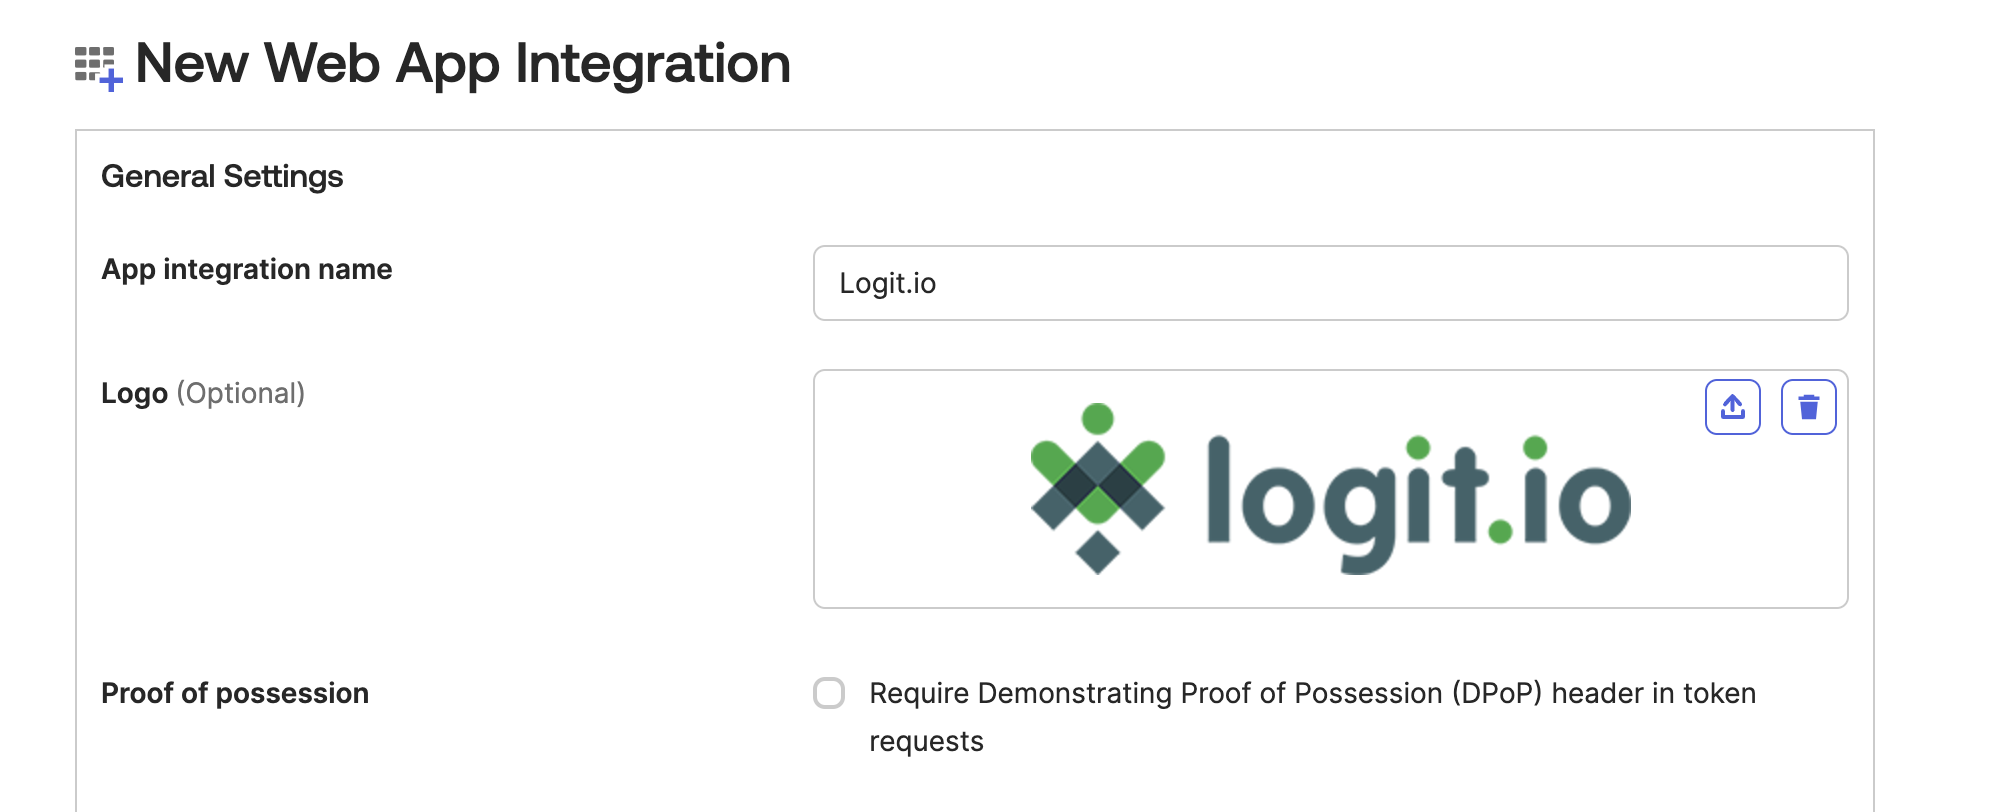 New Web App Integration
General Settings
App integration name
Logit.io
Logo (Optional)
logit.io
Proof of possession
Require Demonstrating Proof of Possession (DPoP) header in token
requests